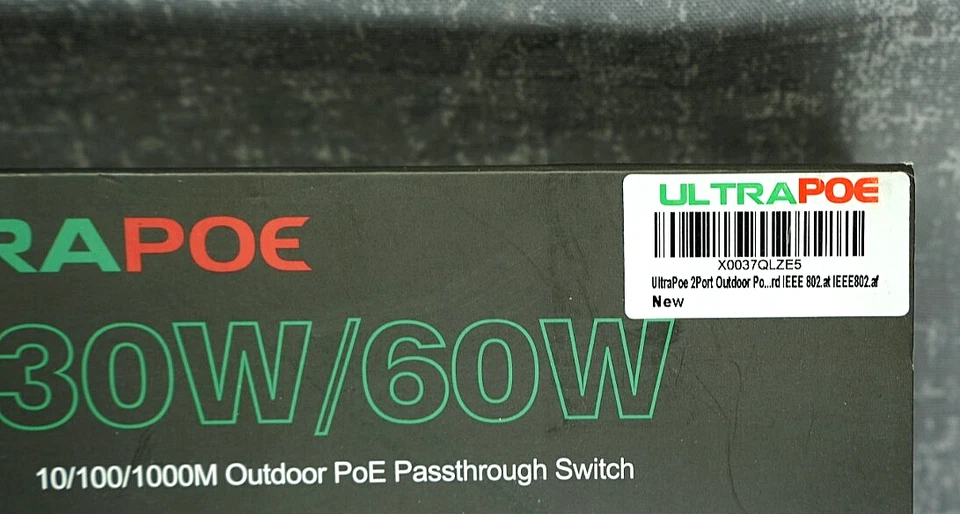 ULTRAPOE
X0037QLZE5
UltraPoe 2Port Outdoor Po...rd IEEE 802.at IEEE802.af
New
RAPOE
30W/60W
10/100/1000M Outdoor PoE Passthrough Switch